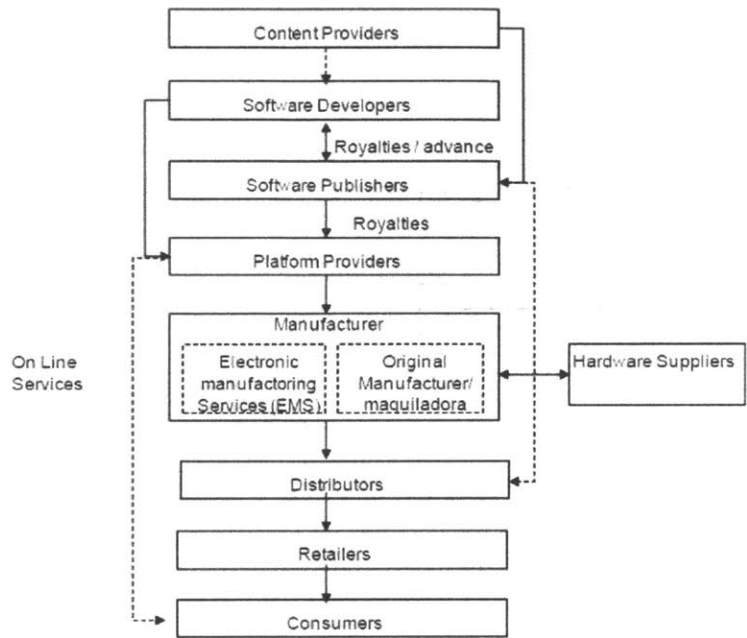 Content Providers
Software Developers
Royalties / advance
Software Publishers
Royalties
Platform Providers
Manufacturer
Electronic
manufactoring
Services (EMS)
Original
Manufacturer/
maquiladora
Hardware Suppliers
On Line
Services
Distributors
Retailers
Consumers